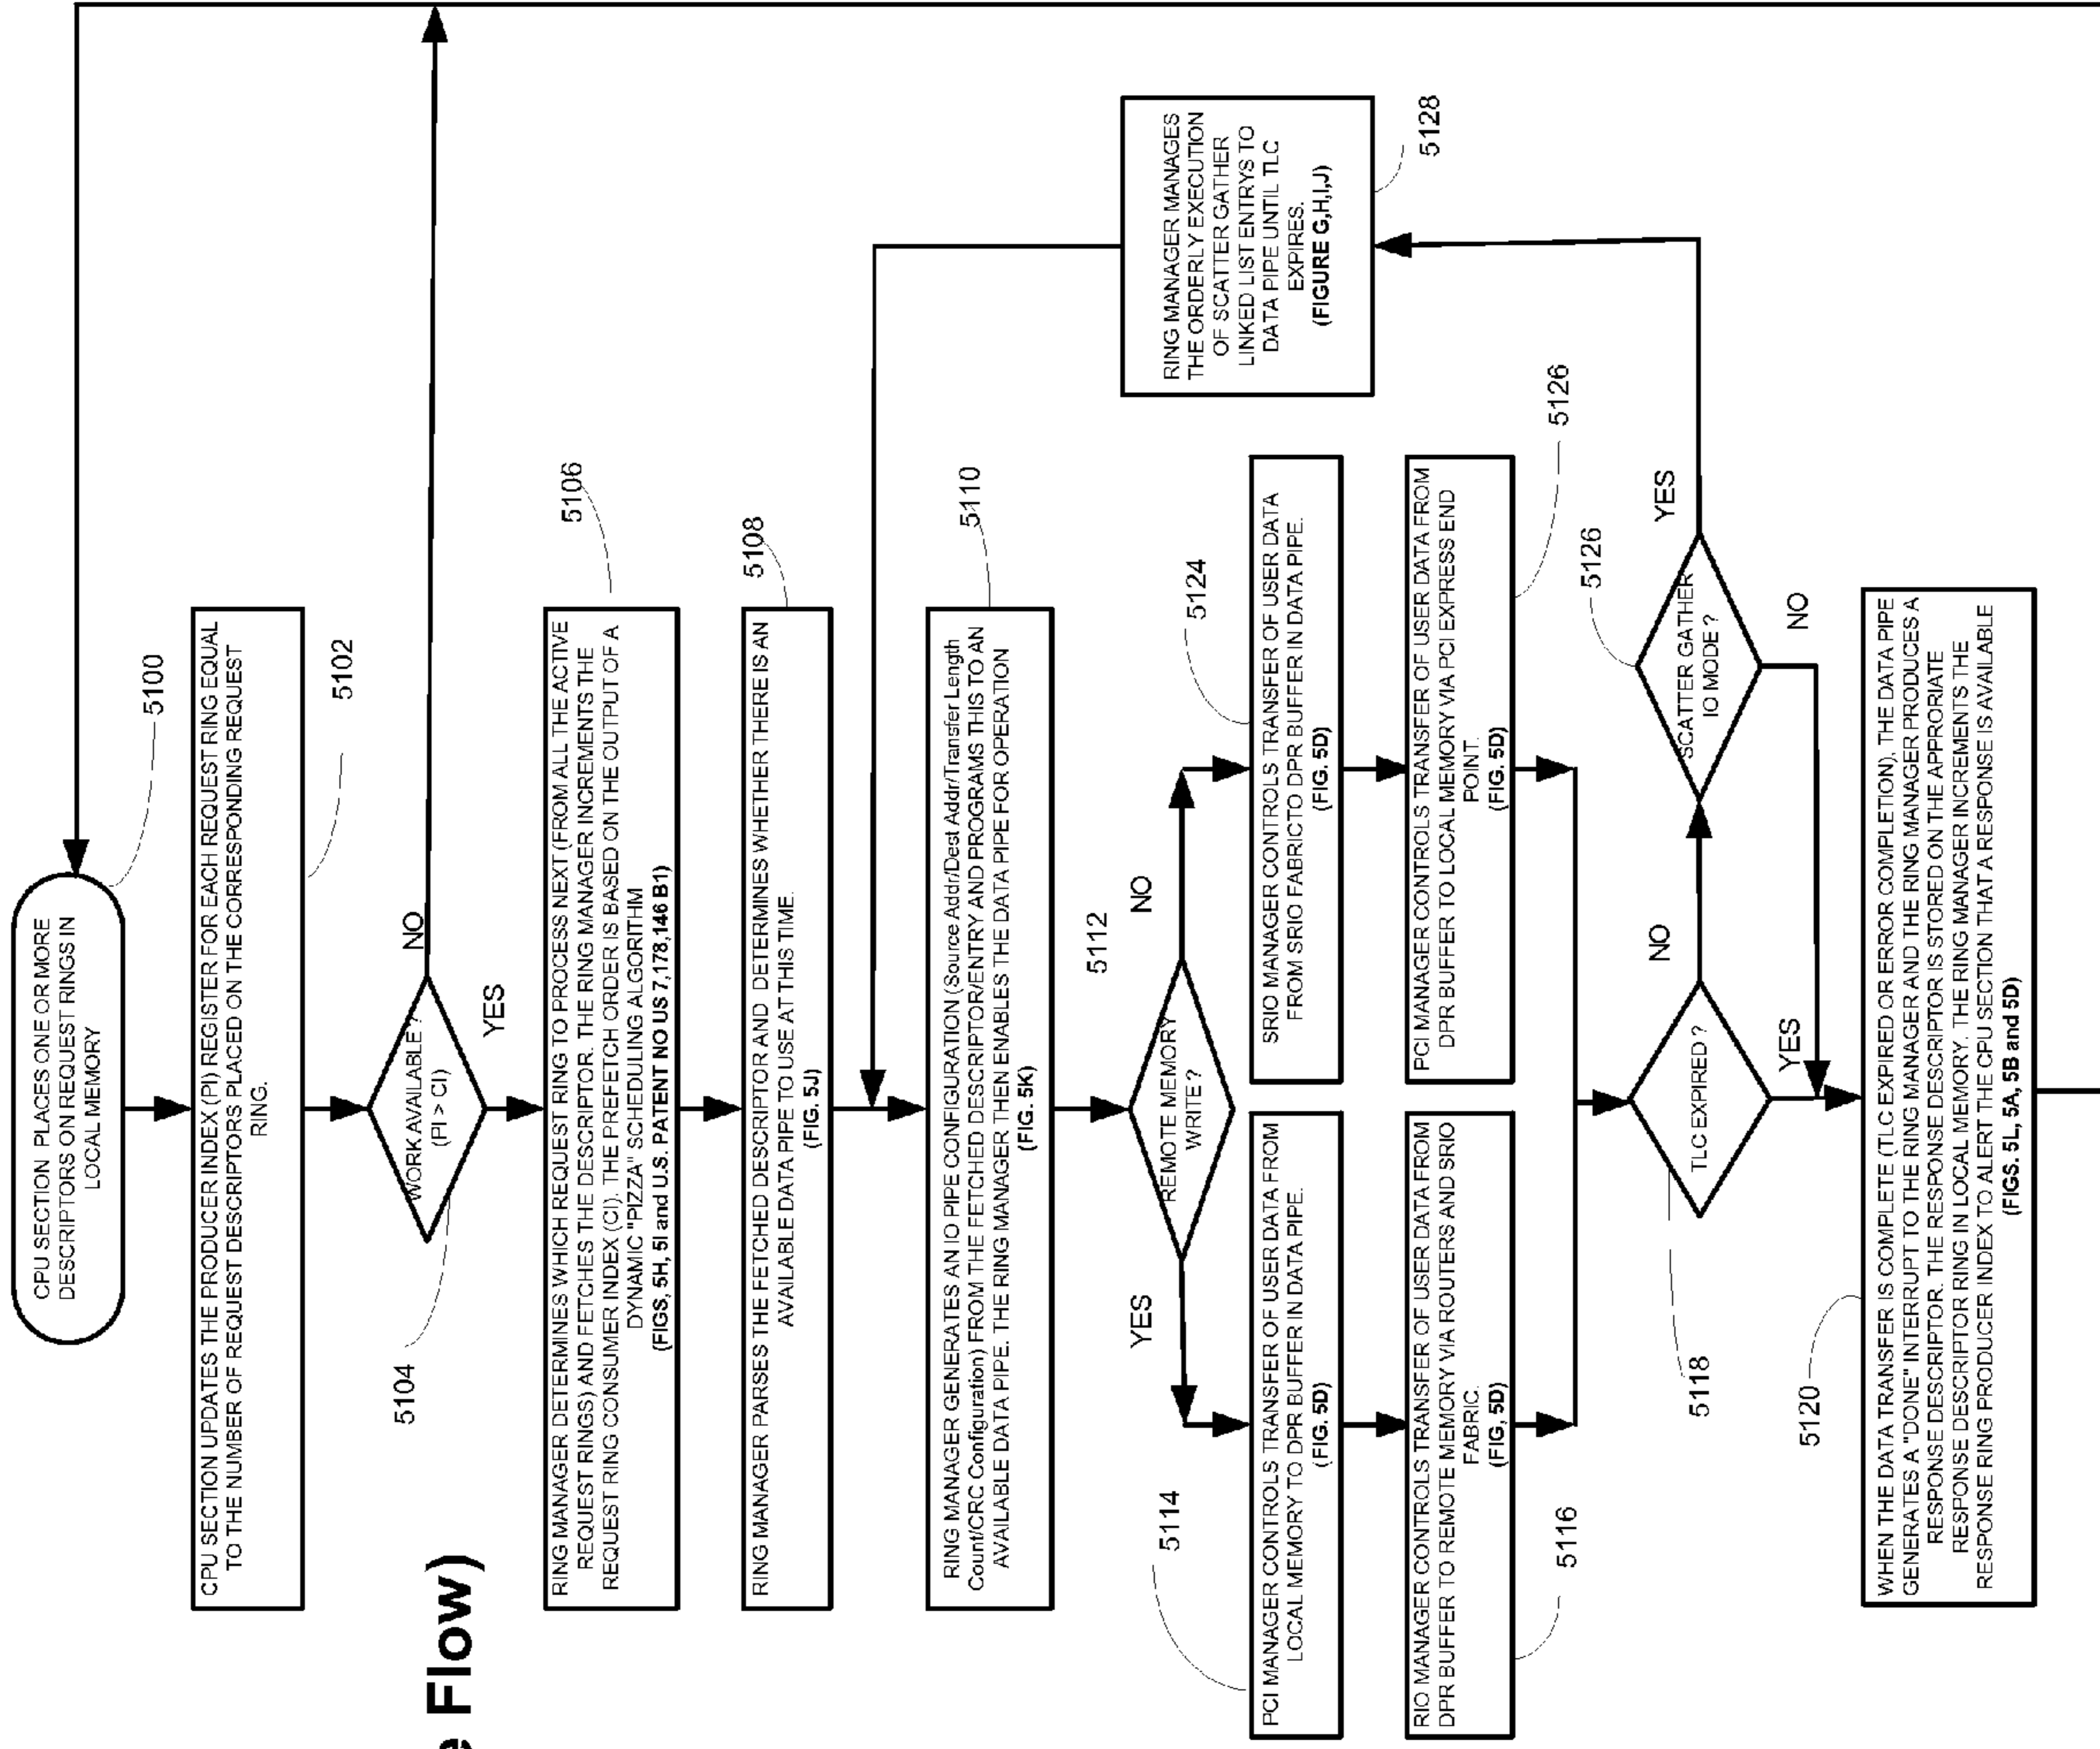 CPU SECTION PLACES ONE OR MORE
DESCRIPTORS ON REQUEST RINGS IN
LOCAL MEMORY
5100
CPU SECTION UPDATES THE PRODUCER INDEX (PI) REGISTER FOR EACH REQUEST RING EQUAL
TO THE NUMBER OF REQUEST DESCRIPTORS PLACED ON THE CORRESPONDING REQUEST
RING.
5102
WORK AVAILABLE ?
(PI > CI)
NO
YES
5104
e Flow)
RING MANAGER DETERMINES WHICH REQUEST RING TO PROCESS NEXT (FROM ALL THE ACTIVE
REQUEST RINGS) AND FETCHES THE DESCRIPTOR. THE RING MANAGER INCREMENTS THE
REQUEST RING CONSUMER INDEX (CI). THE PREFETCH ORDER IS BASED ON THE OUTPUT OF A
DYNAMIC "PIZZA" SCHEDULING ALGORITHM
(FIGS, 5H, 5I and U.S. PATENT NO US 7,178,146 B1)
5106
RING MANAGER PARSES THE FETCHED DESCRIPTOR AND DETERMINES WHETHER THERE IS AN
AVAILABLE DATA PIPE TO USE AT THIS TIME.
(FIG. 5J)
5108
RING MANAGER GENERATES AN IO PIPE CONFIGURATION (Source Addr/Dest Addr/Transfer Length
Count/CRC Configuration) FROM THE FETCHED DESCRIPTOR/ENTRY AND PROGRAMS THIS TO AN
AVAILABLE DATA PIPE. THE RING MANAGER THEN ENABLES THE DATA PIPE FOR OPERATION
(FIG. 5K)
5110
REMOTE MEMORY
WRITE ?
5112
YES
NO
PCI MANAGER CONTROLS TRANSFER OF USER DATA FROM
LOCAL MEMORY TO DPR BUFFER IN DATA PIPE.
(FIG. 5D)
5114
SRIO MANAGER CONTROLS TRANSFER OF USER DATA
FROM SRIO FABRICTO DPR BUFFER IN DATA PIPE.
(FIG. 5D)
5124
RIO MANAGER CONTROLS TRANSFER OF USER DATA FROM
DPR BUFFER TO REMOTE MEMORY VIA ROUTERS AND SRIO
FABRIC.
(FIG, 5D)
5116
PCI MANAGER CONTROLS TRANSFER OF USER DATA FROM
DPR BUFFER TO LOCAL MEMORY VIA PCI EXPRESS END
POINT.
(FIG. 5D)
5126
TLC EXPIRED ?
5118
NO
YES
SCATTER GATHER
IO MODE ?
5126
YES
NO
RING MANAGER MANAGES
THE ORDERLY EXECUTION
OF SCATTER GATHER
LINKED LIST ENTRYS TO
DATA PIPE UNTIL TLC
EXPIRES.
(FIGURE G,H,I,J)
5128
WHEN THE DATA TRANSFER IS COMPLETE (TLC EXPIRED OR ERROR COMPLETION), THE DATA PIPE
GENERATES A "DONE" INTERRUPT TO THE RING MANAGER AND THE RING MANAGER PRODUCES A
RESPONSE DESCRIPTOR. THE RESPONSE DESCRIPTOR IS STORED ON THE APPRORIATE
RESPONSE DESCRIPTOR RING IN LOCAL MEMORY. THE RING MANAGER INCREMENTS THE
RESPONSE RING PRODUCER INDEX TO ALERT THE CPU SECTION THAT A RESPONSE IS AVAILABLE
(FIGS. 5L, 5A, 5B and 5D)
5120